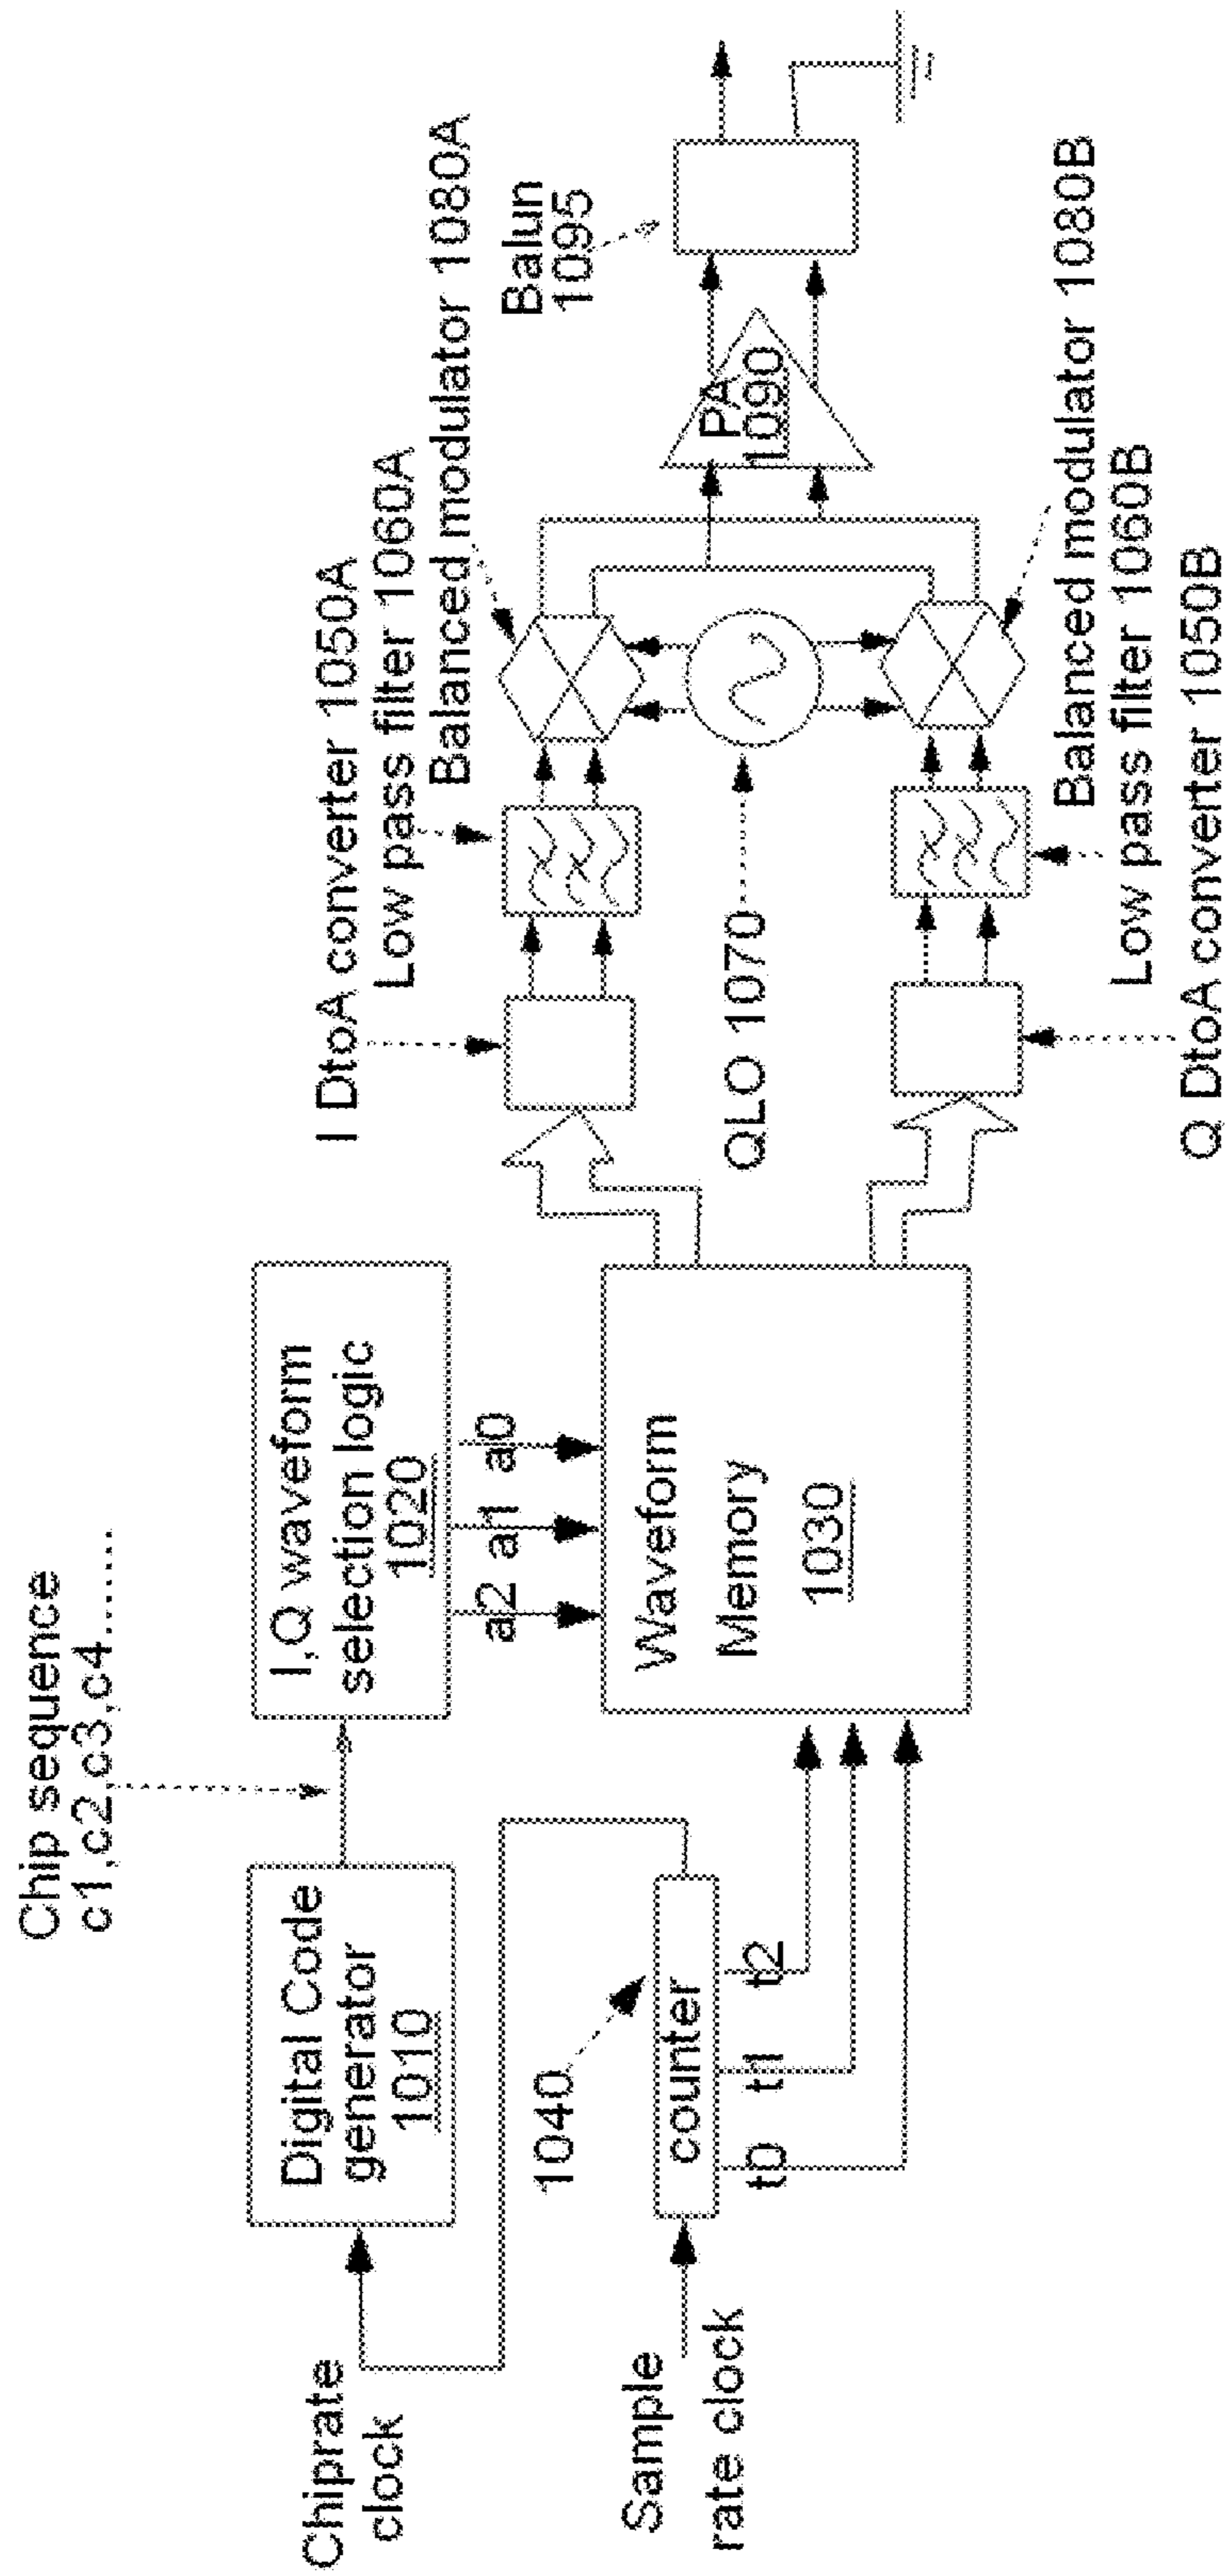 Chip sequence
c1,c2,c3,c4......
Digital Code
generator
1010
I,Q waveform
selection logic
1020
Chiprate
clock
a2 a1 a0
1040
counter
t0 t1 t2
Sample
rate clock
Waveform
Memory
1030
I DtoA converter 1050A
Low pass filter 1060A
Balanced modulator 1080A
Balun
1095
PA
1090
QLO 1070
Balanced modulator 1080B
Low pass filter 1060B
Q DtoA converter 1050B